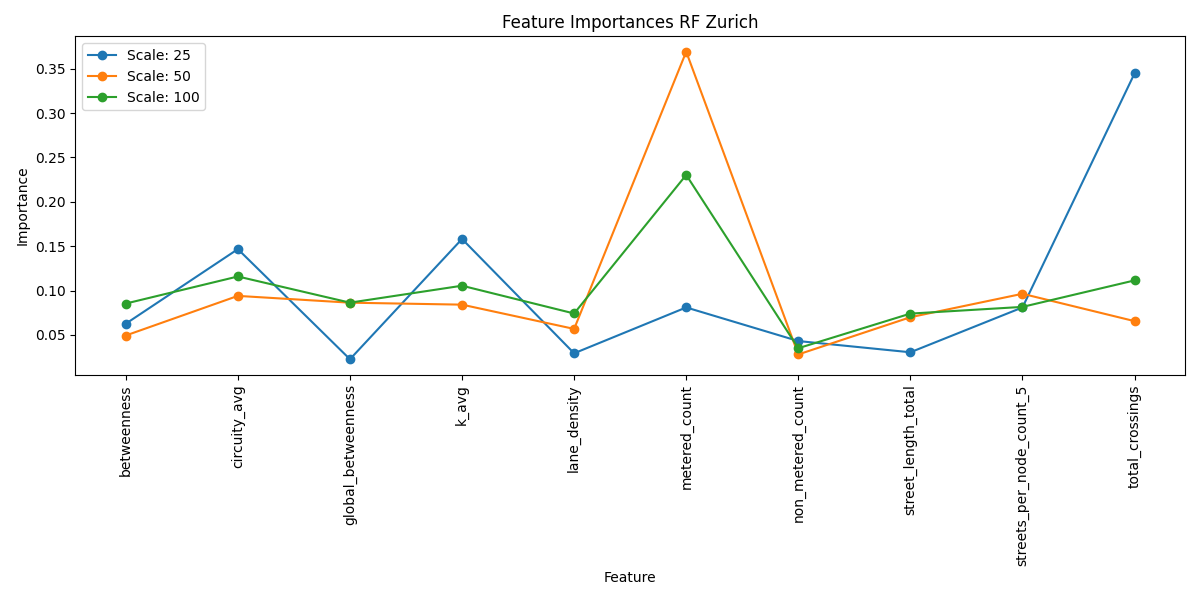 Feature Importances RF Zurich
Scale: 25
Scale: 50
Scale: 100
Importance
0.35
0.30
0.25
0.20
0.15
0.10
0.05
betweenness
circuity_avg
global_betweenness
k_avg
lane_density
metered_count
non_metered_count
street_length_total
streets_per_node_count_5
total_crossings
Feature